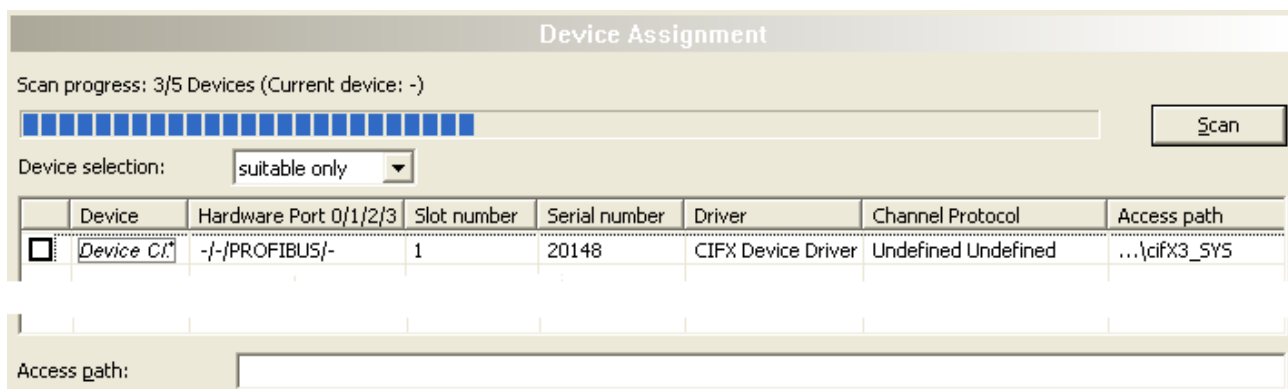 Device Assignment
Scan progress: 3/5 Devices (Current device: -)
Scan
Device selection: suitable only
Device Hardware Port 0/1/2/3 Slot number Serial number Driver Channel Protocol Access path
Device CI.* -/-/PROFIBUS/- 1 20148 CIFX Device Driver Undefined Undefined ...\cifX3_SYS
Access path: